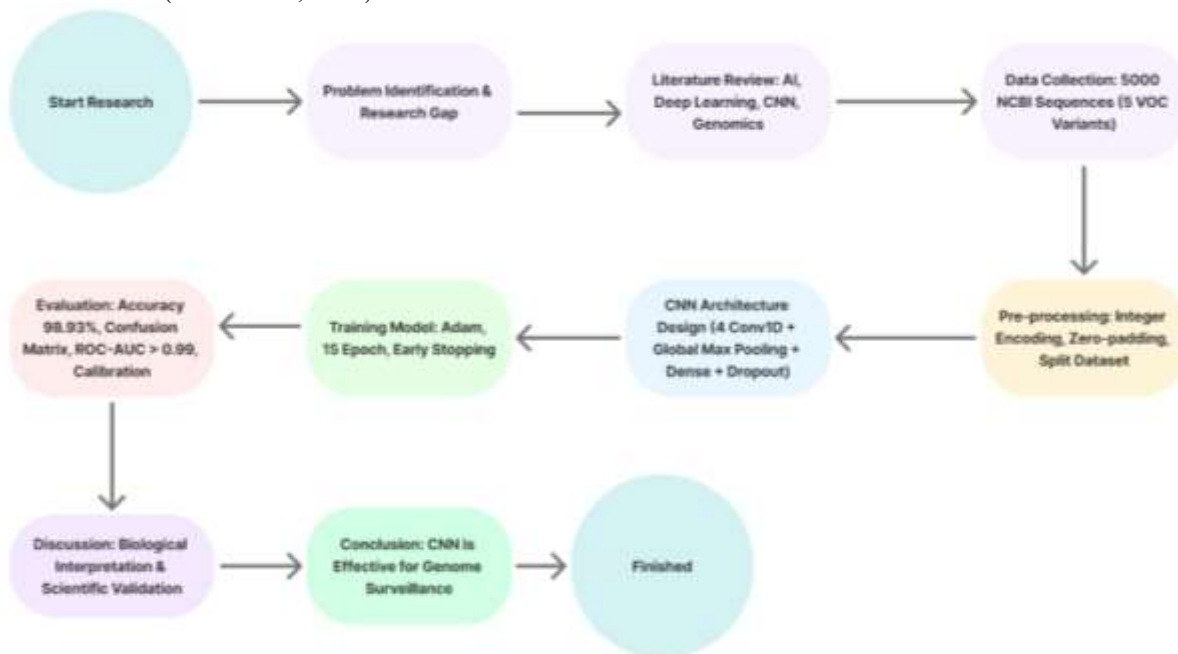 Start Research
Problem Identification &
Research Gap
Literature Review: AI,
Deep Learning, CNN,
Genomics
Data Collection: 5000
NCBI Sequences (5 VOC
Variants)
Pre-processing: Integer
Encoding, Zero-padding,
Split Dataset
CNN Architecture
Design (4 Conv1D +
Global Max Pooling +
Dense + Dropout)
Training Model: Adam,
15 Epoch, Early Stopping
Evaluation: Accuracy
98.93%, Confusion
Matrix, ROC-AUC > 0.99,
Calibration
Discussion: Biological
Interpretation &
Scientific Validation
Conclusion: CNN is
Effective for Genome
Surveillance
Finished